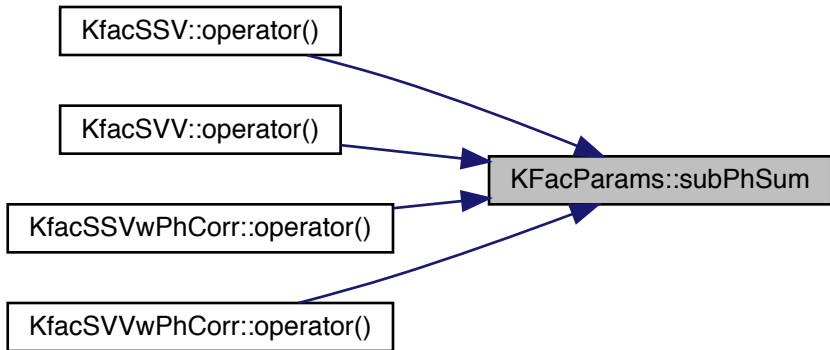 KfacSSV::operator()
KfacSVV::operator()
KFacParams::subPhSum
KfacSSVwPhCorr::operator()
KfacSVVwPhCorr::operator()